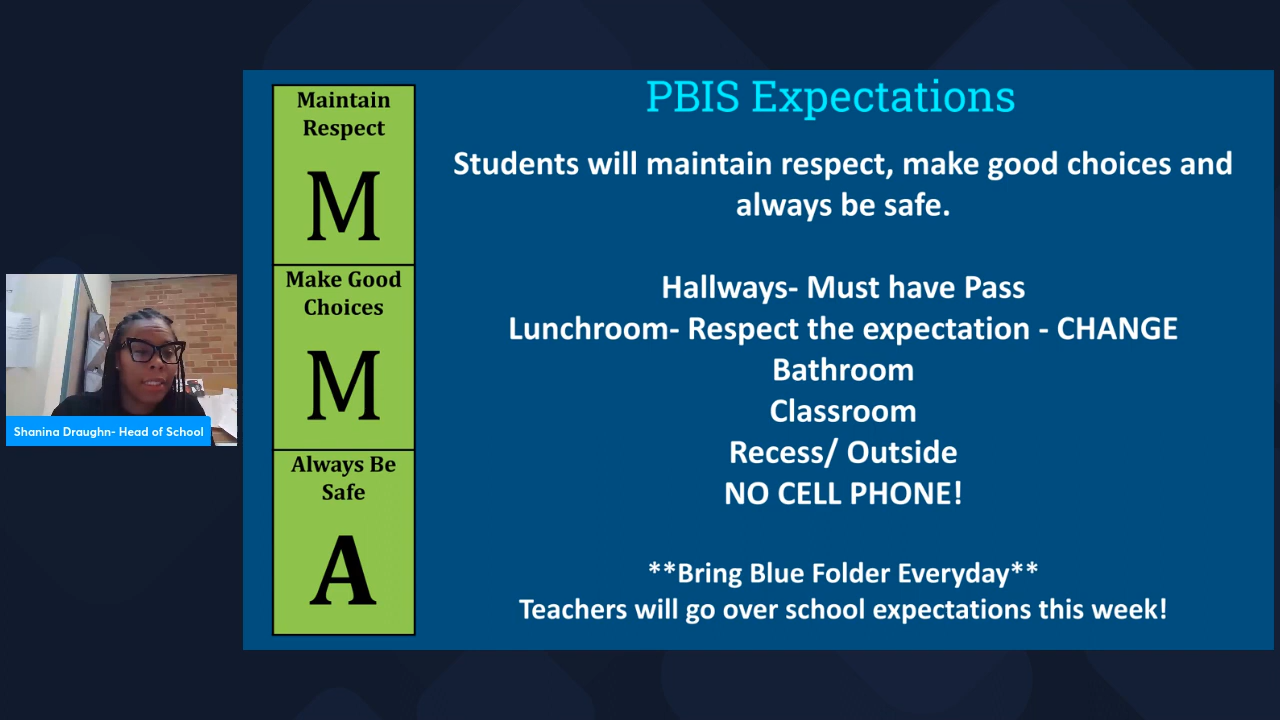 PBIS Expectations
Maintain
Respect
M
Make Good
Choices
M
Always Be
Safe
A
Students will maintain respect, make good choices and
always be safe.
Hallways- Must have Pass
Lunchroom- Respect the expectation - CHANGE
Bathroom
Classroom
Recess/ Outside
NO CELL PHONE!
**Bring Blue Folder Everyday**
Teachers will go over school expectations this week!
Shanina Draughn- Head of School